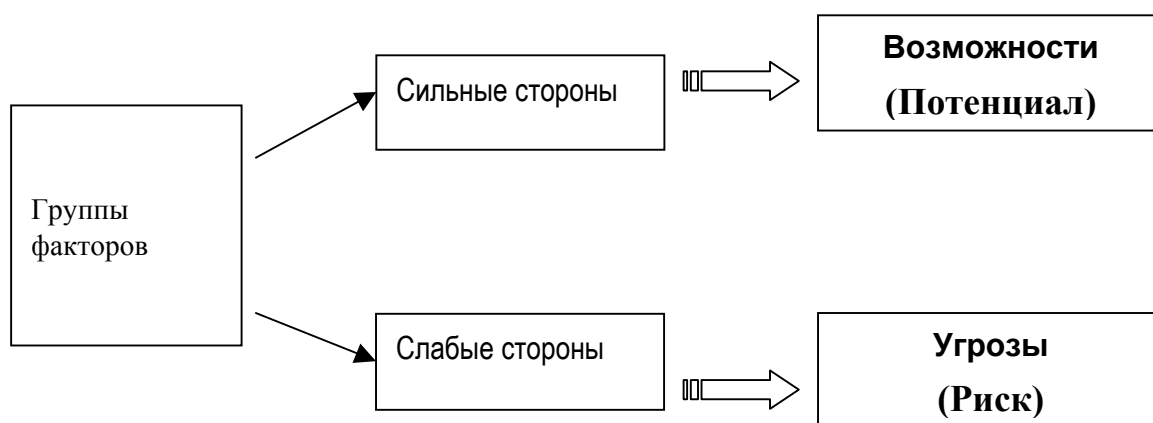 Группы
факторов
Сильные стороны
Возможности
(Потенциал)
Слабые стороны
Угрозы
(Риск)